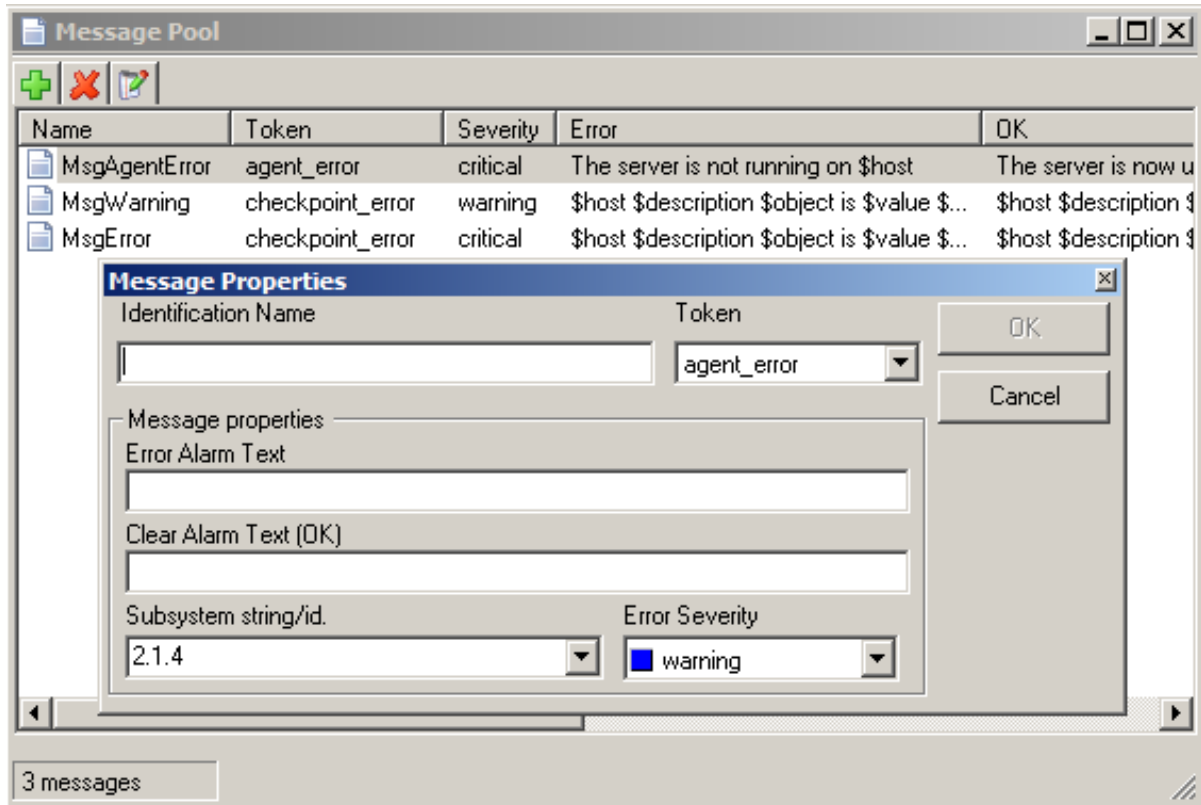 Message Pool
Name Token Severity Error OK
MsgAgentError agent_error critical The server is not running on $host The server is now u
MsgWarning checkpoint_error warning $host $description $object is $value $... $host $description $
MsgError checkpoint_error critical $host $description $object is $value $... $host $description $
Message Properties
Identification Name Token
OK
agent_error
Cancel
Message properties
Error Alarm Text
Clear Alarm Text (OK)
Subsystem string/id. Error Severity
2.1.4 warning
3 messages